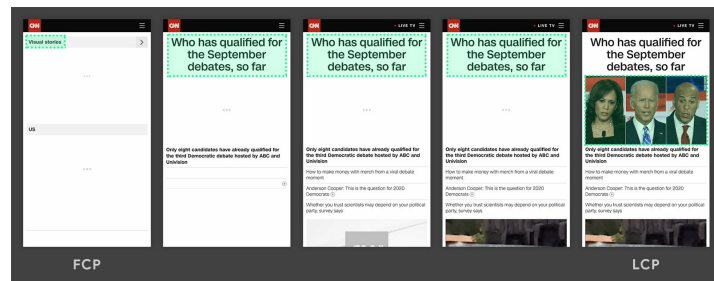 CNN
Visual stories
US
FCP
CNN
Who has qualified for
the September
debates, so far
Only eight candidates have already qualified for
the third Democratic debate hosted by ABC and
Univision
CNN
LIVE TV
Who has qualified for
the September
debates, so far
Only eight candidates have already qualified for
the third Democratic debate hosted by ABC and
Univision
How to make money with merch from a viral debate
moment
Anderson Cooper: This is the question for 2020
Democrats
Whether you trust scientists may depend on your political
party, survey says
CNN
LIVE TV
Who has qualified for
the September
debates, so far
Only eight candidates have already qualified for
the third Democratic debate hosted by ABC and
Univision
How to make money with merch from a viral debate
moment
Anderson Cooper: This is the question for 2020
Democrats
Whether you trust scientists may depend on your political
party, survey says
CNN
LIVE TV
Who has qualified for
the September
debates, so far
Only eight candidates have already qualified for
the third Democratic debate hosted by ABC and
Univision
How to make money with merch from a viral debate
moment
Anderson Cooper: This is the question for 2020
Democrats
Whether you trust scientists may depend on your political
party, survey says
LCP